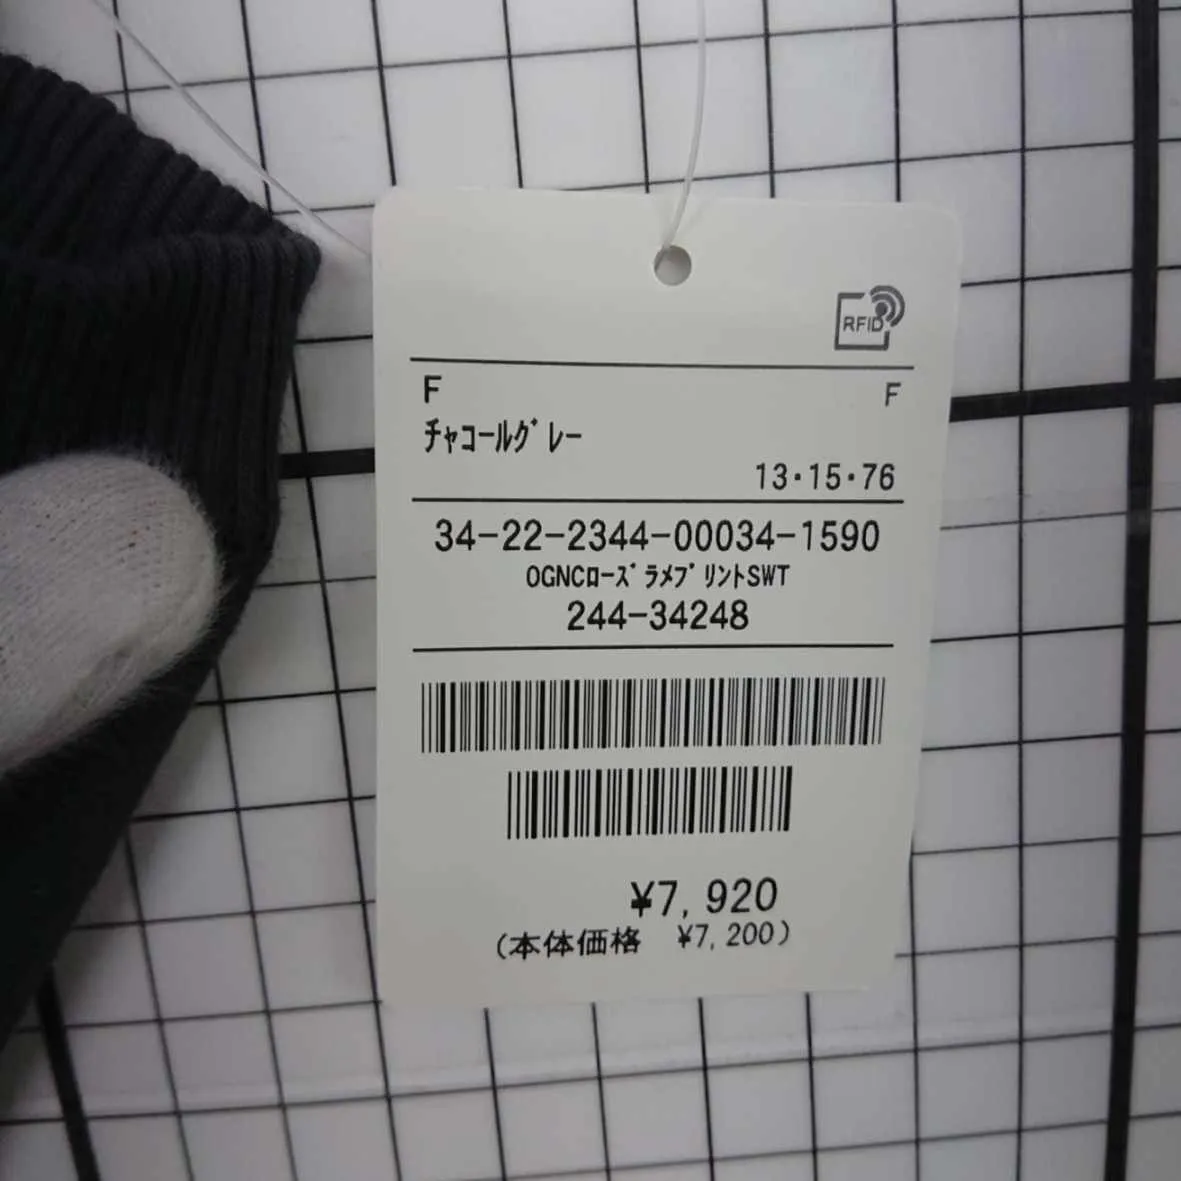 RFID
F F
チャコールグレー
13・15・76
34-22-2344-00034-1590
OGNCローズラメプリントSWT
244-34248
¥7,920
(本体価格 ¥7,200)